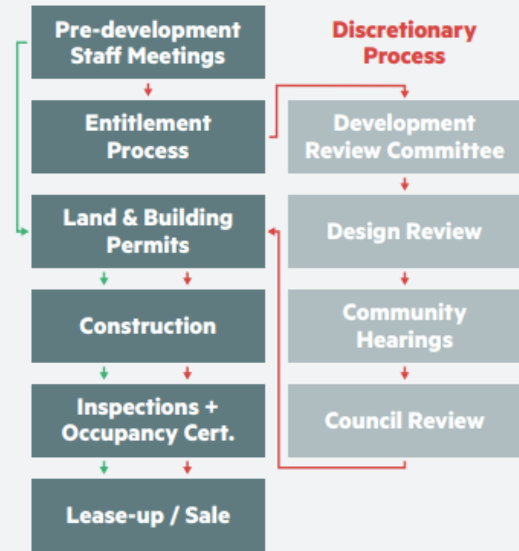 Pre-development
Staff Meetings
Entitlement
Process
Land & Building
Permits
Construction
Inspections +
Occupancy Cert.
Lease-up / Sale
Discretionary
Process
Development
Review Committee
Design Review
Community
Hearings
Council Review